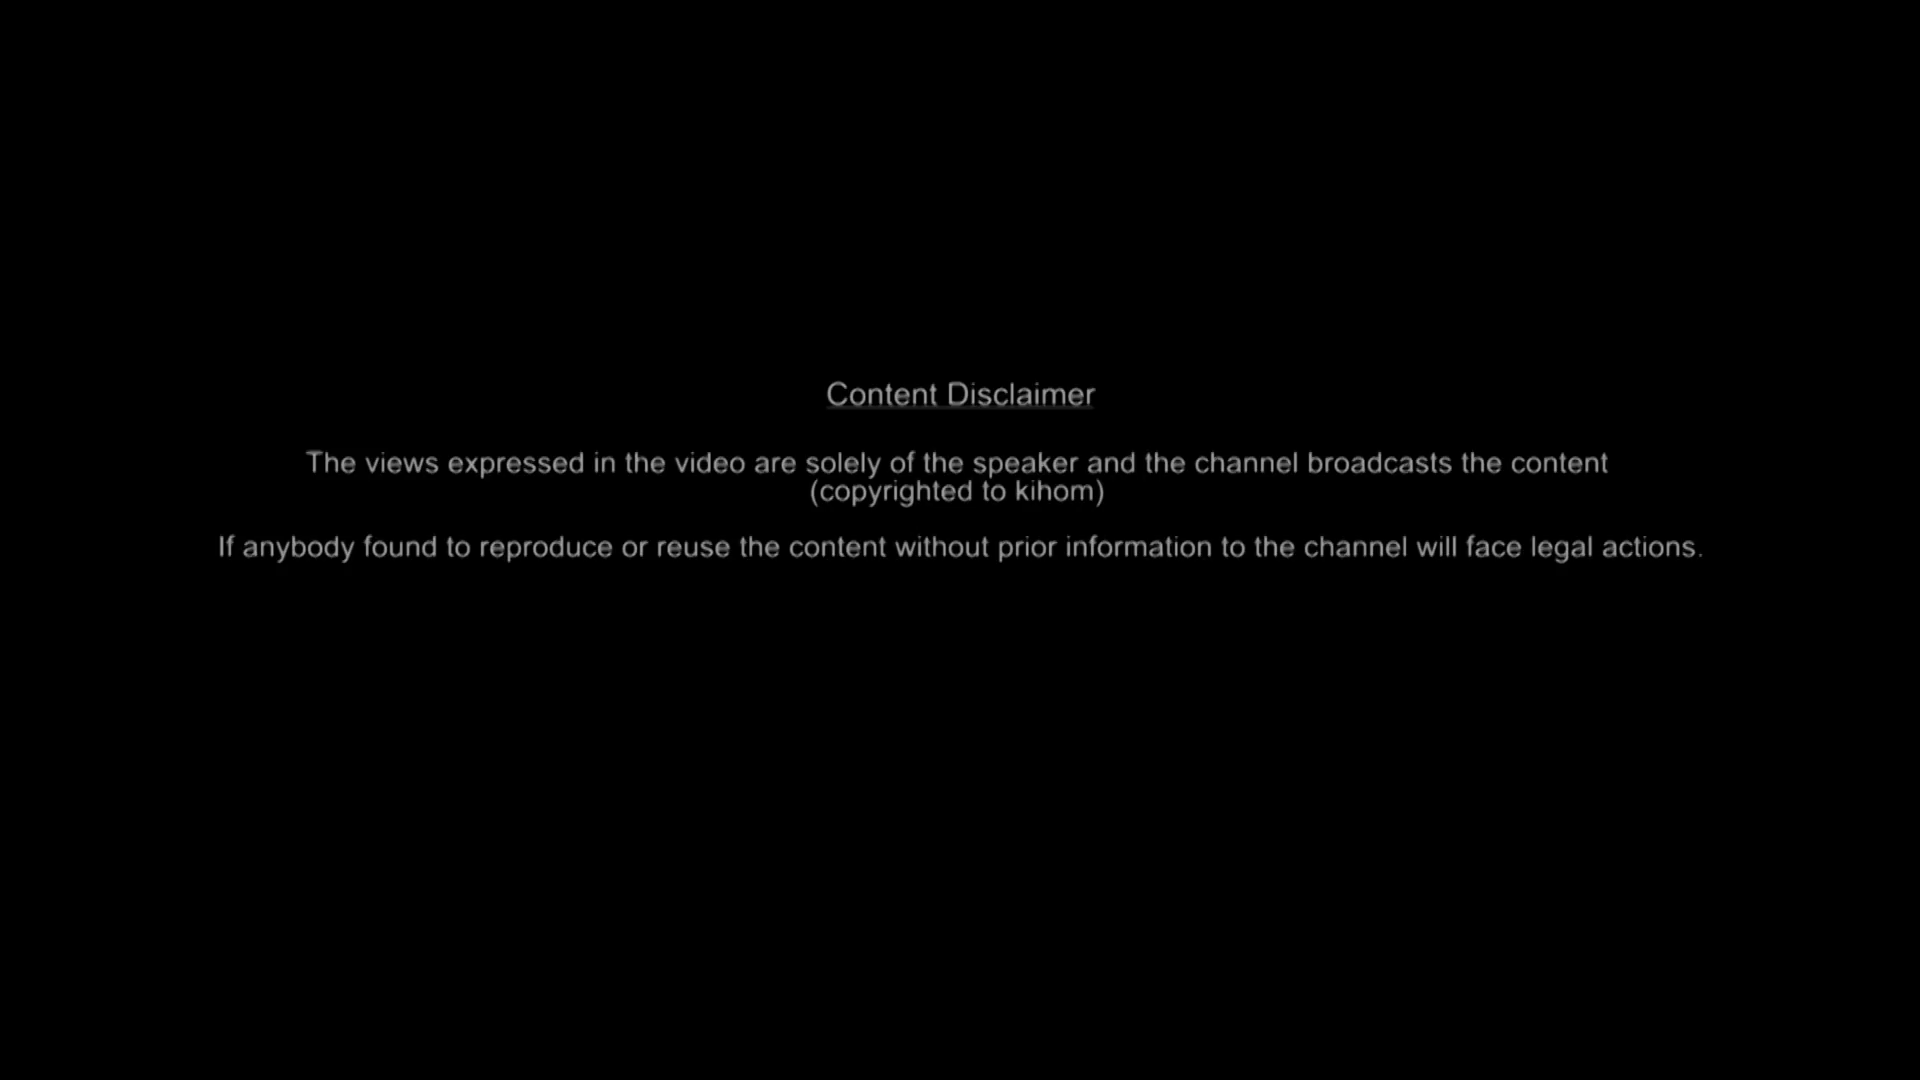 Content Disclaimer
The views expressed in the video are solely of the speaker and the channel broadcasts the content
(copyrighted to kihom)
If anybody found to reproduce or reuse the content without prior information to the channel will face legal actions.